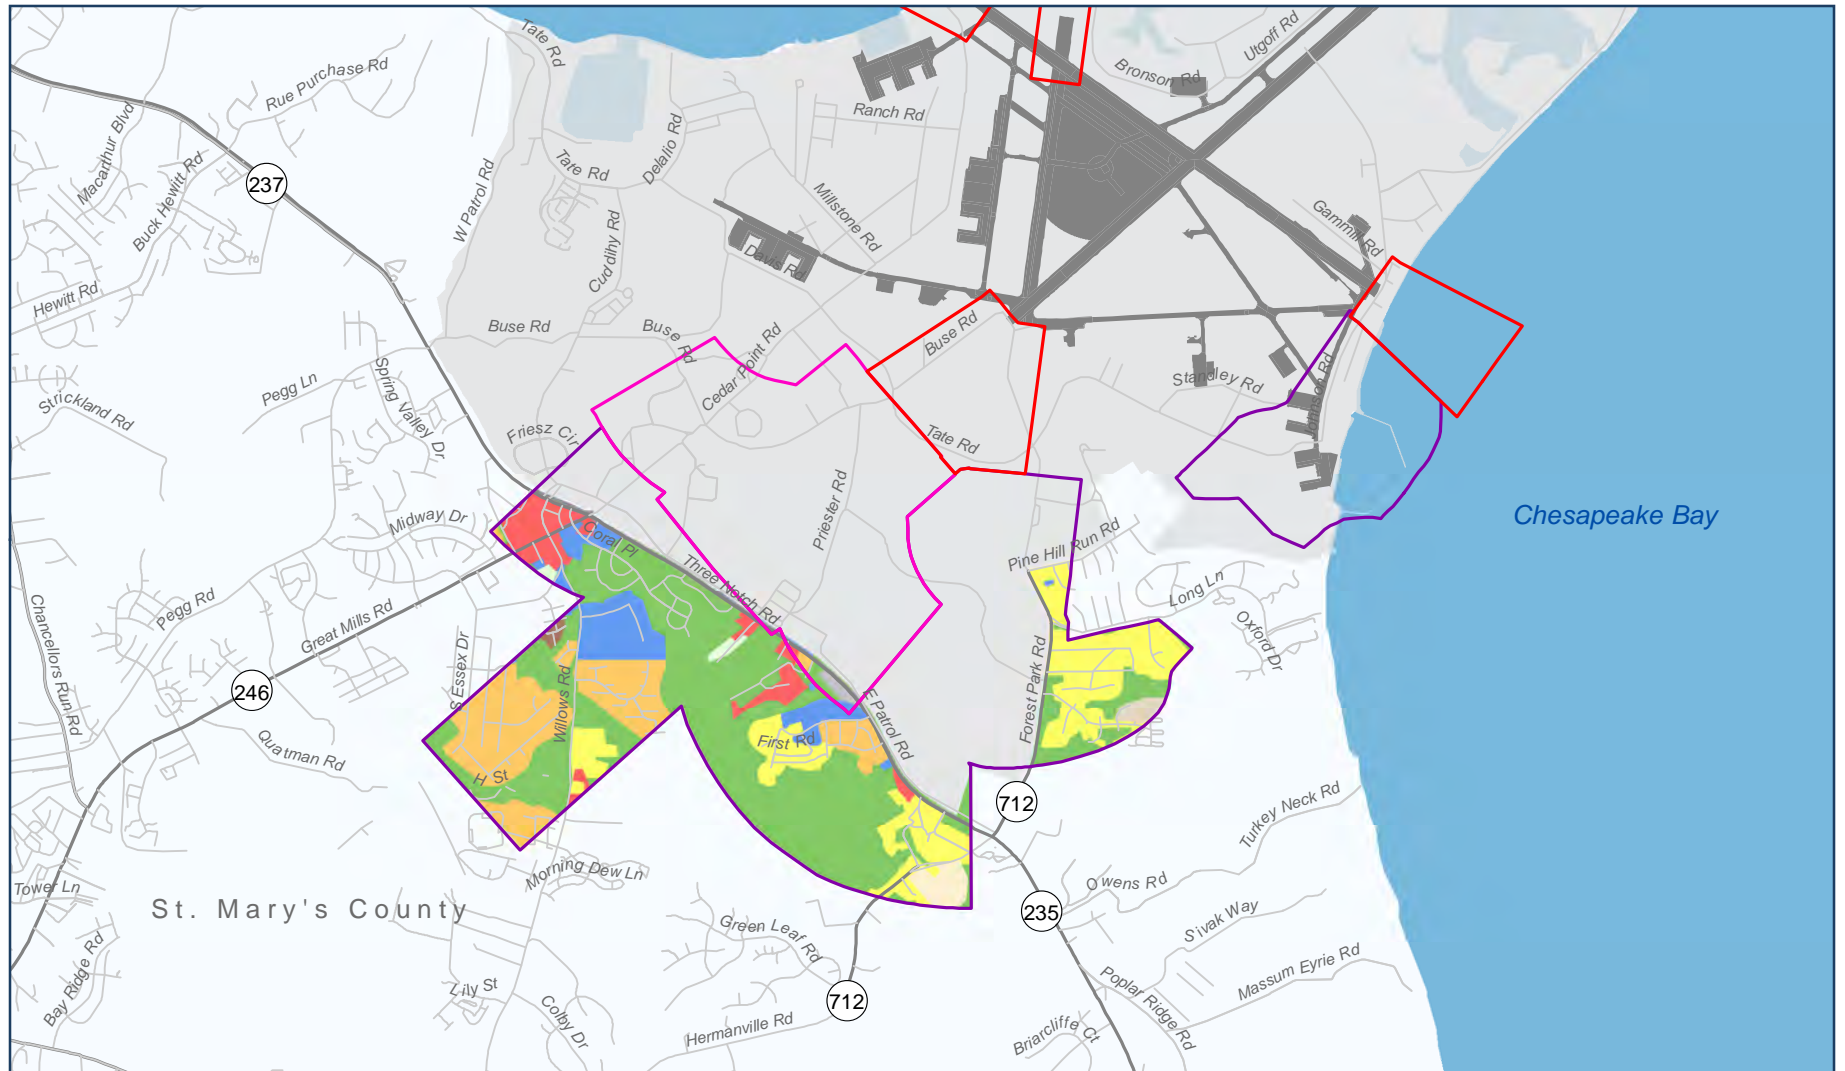 Tate Rd
Utgoff Rd
Bronson Rd
Rue Purchase Rd
Macarthur Blvd
Ranch Rd
Delalio Rd
Buck Hewitt Rd
237
Tate Rd
W Patrol Rd
Millstone Rd
Gammill Rd
Cuddihy Rd
Davis Rd
Hewitt Rd
Buse Rd
Buse Rd
Buse Rd
Cedar Point Rd
Spring Valley Dr
Pegg Ln
Strickland Rd
Standley Rd
Johnson Rd
Friesz Cir
Tate Rd
Priester Rd
Midway Dr
Coral Pl
Chesapeake Bay
Pine Hill Run Rd
Three Notch Rd
Long Ln
Pegg Rd
Great Mills Rd
Chancellors Run Rd
Oxford Dr
S Essex Dr
246
Willows Rd
Forest Park Rd
E Patrol Rd
First Rd
Quatman Rd
H St
712
Turkey Neck Rd
Morning Dew Ln
Tower Ln
Owens Rd
St. Mary's County
235
Green Leaf Rd
Sivak Way
Bay Ridge Rd
Massum Eyrie Rd
Lily St
712
Poplar Ridge Rd
Colby Dr
Hermanville Rd
Briarcliffe Ct